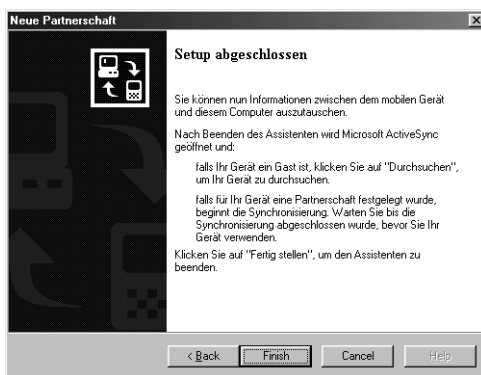 Neue Partnerschaft
Setup abgeschlossen
Sie können nun Informationen zwischen dem mobilen Gerät
und diesem Computer auszutauschen.
Nach Beenden des Assistenten wird Microsoft ActiveSync
geöffnet und:
falls Ihr Gerät ein Gast ist, klicken Sie auf "Durchsuchen",
um Ihr Gerät zu durchsuchen.
falls für Ihr Gerät eine Partnerschaft festgelegt wurde,
beginnt die Synchronisierung. Warten Sie bis die
Synchronisierung abgeschlossen wurde, bevor Sie Ihr
Gerät verwenden.
Klicken Sie auf "Fertig stellen", um den Assistenten zu
beenden.
< Back Finish Cancel Help